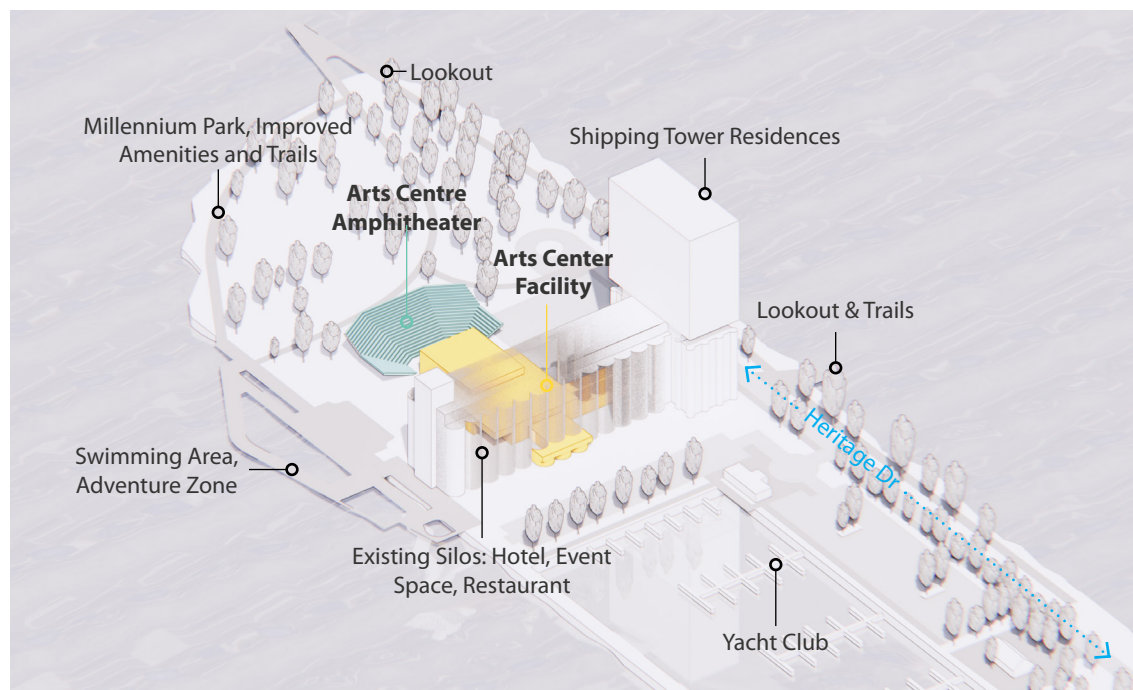 Lookout
Millennium Park, Improved
Amenities and Trails
Shipping Tower Residences
Arts Centre
Amphitheater
Arts Center
Facility
Lookout & Trails
Heritage Dr
Swimming Area,
Adventure Zone
Existing Silos: Hotel, Event
Space, Restaurant
Yacht Club